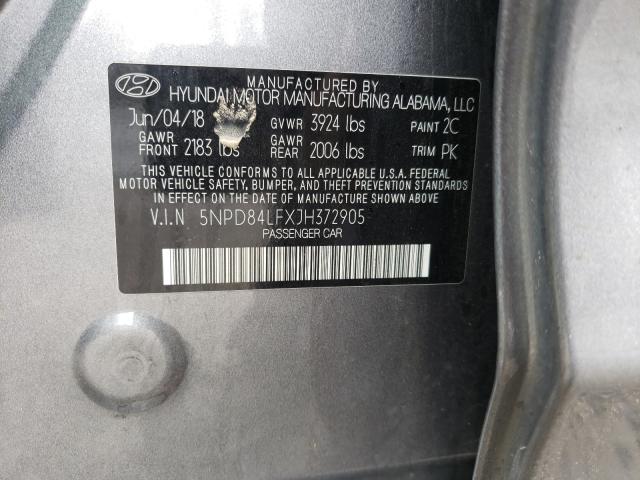 MANUFACTURED BY
HYUNDAI MOTOR MANUFACTURING ALABAMA, LLC
Jun/04/18 GVWR 3924 lbs PAINT 2C
GAWR FRONT 2183 lbs GAWR REAR 2006 lbs TRIM PK
THIS VEHICLE CONFORMS TO ALL APPLICABLE U.S.A. FEDERAL
MOTOR VEHICLE SAFETY, BUMPER, AND THEFT PREVENTION STANDARDS
IN EFFECT ON THE DATE OF MANUFACTURE SHOWN ABOVE
V.I.N 5NPD84LFXJH372905
PASSENGER CAR